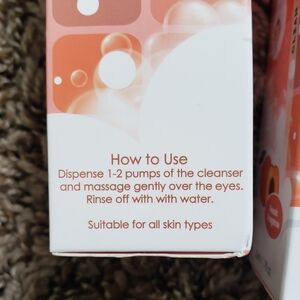 How to Use
Dispense 1-2 pumps of the cleanser
and massage gently over the eyes.
Rinse off with with water.
Suitable for all skin types